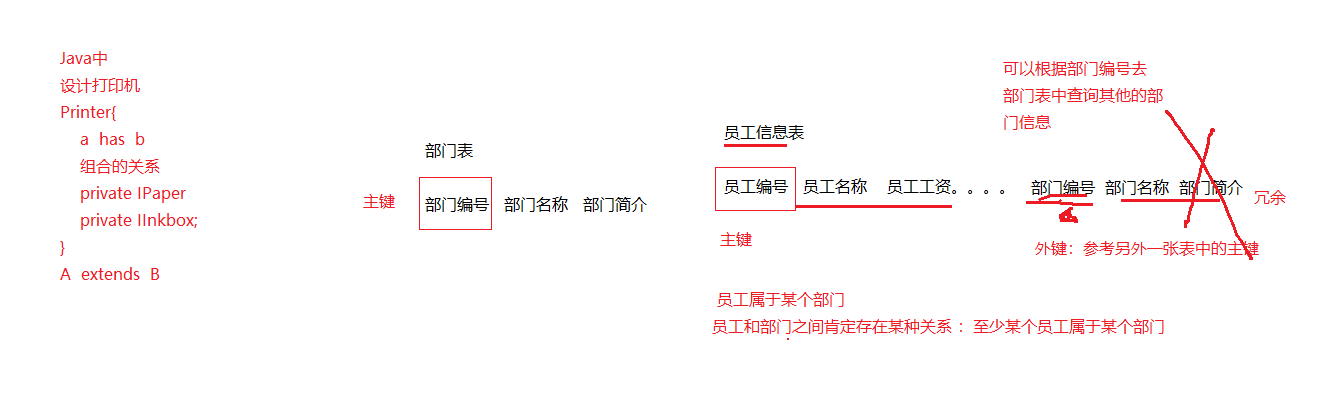 Java中
设计打印机
Printer{
a has b
组合的关系
private IPaper
private IInkbox;
}
A extends B
部门表
主键
部门编号 部门名称 部门简介
可以根据部门编号去
部门表中查询其他的部
门信息
员工信息表
员工编号 员工名称 员工工资。。。。 部门编号 部门名称 部门简介
冗余
主键
外键：参考另外一张表中的主键
员工属于某个部门
员工和部门之间肯定存在某种关系 ：至少某个员工属于某个部门